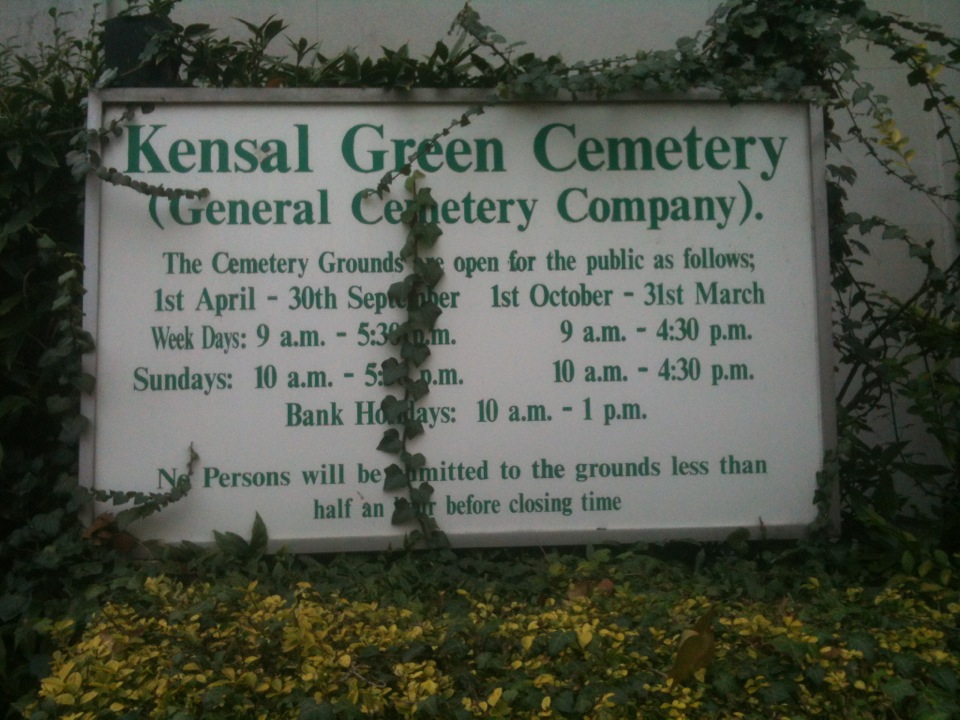 Kensal Green Cemetery
(General Cemetery Company).
The Cemetery Grounds are open for the public as follows;
1st April - 30th September 1st October - 31st March
Week Days: 9 a.m. - 5:30 p.m. 9 a.m. - 4:30 p.m.
Sundays: 10 a.m. - p.m. 10 a.m. - 4:30 p.m.
Bank Holidays: 10 a.m. - 1 p.m.
No Persons will be admitted to the grounds less than
half an hour before closing time